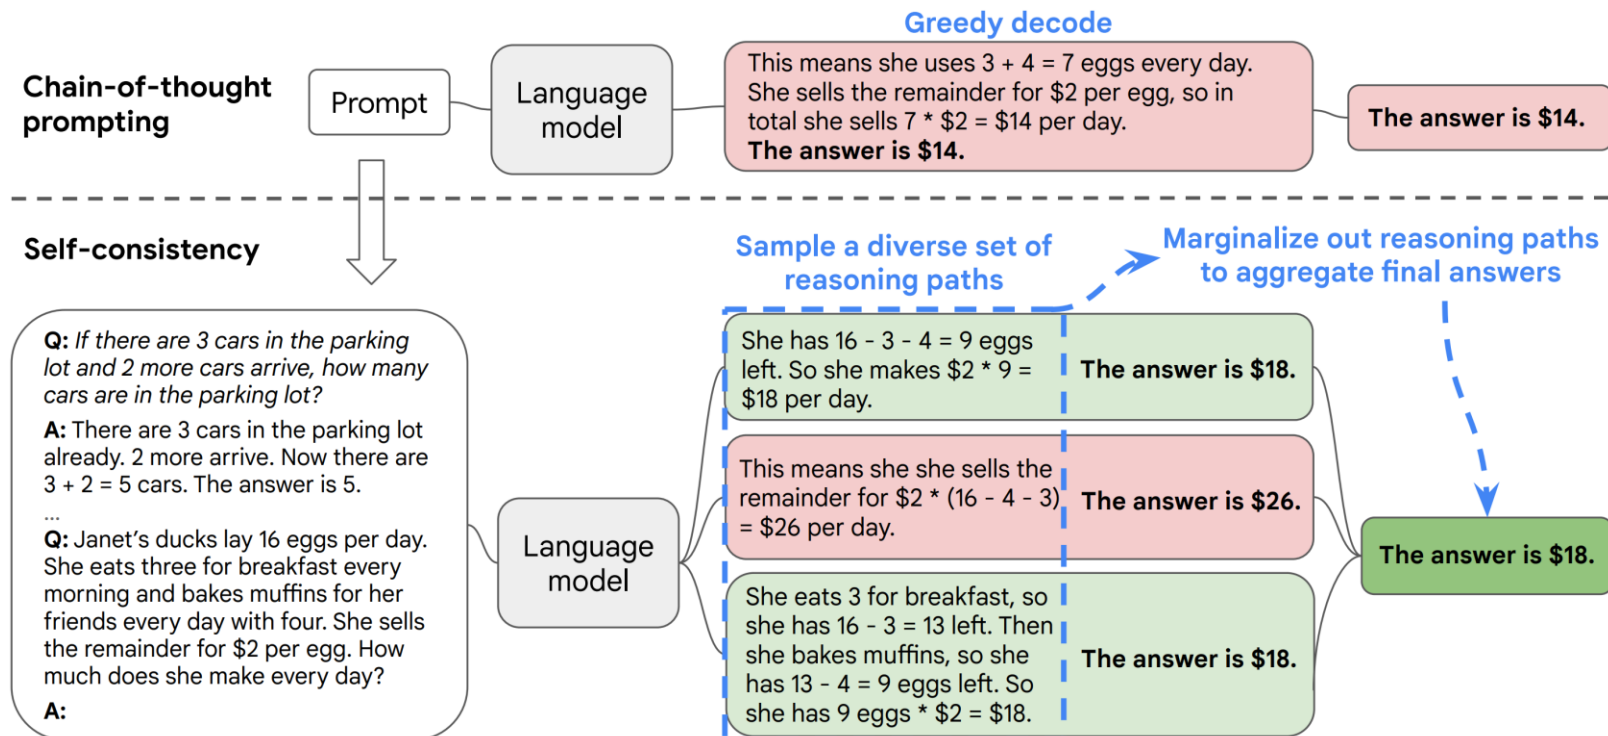 Greedy decode
Chain-of-thought
prompting
Prompt
Language
model
This means she uses 3 + 4 = 7 eggs every day.
She sells the remainder for $2 per egg, so in
total she sells 7 * $2 = $14 per day.
The answer is $14.
The answer is $14.
Self-consistency
Sample a diverse set of
reasoning paths
Marginalize out reasoning paths
to aggregate final answers
Q: If there are 3 cars in the parking
lot and 2 more cars arrive, how many
cars are in the parking lot?
A: There are 3 cars in the parking lot
already. 2 more arrive. Now there are
3 + 2 = 5 cars. The answer is 5.
...
Q: Janet's ducks lay 16 eggs per day.
She eats three for breakfast every
morning and bakes muffins for her
friends every day with four. She sells
the remainder for $2 per egg. How
much does she make every day?
A:
Language
model
She has 16 - 3 - 4 = 9 eggs
left. So she makes $2 * 9 =
$18 per day.
The answer is $18.
This means she she sells the
remainder for $2 * (16 - 4 - 3)
= $26 per day.
The answer is $26.
She eats 3 for breakfast, so
she has 16 - 3 = 13 left. Then
she bakes muffins, so she
has 13 - 4 = 9 eggs left. So
she has 9 eggs * $2 = $18.
The answer is $18.
The answer is $18.